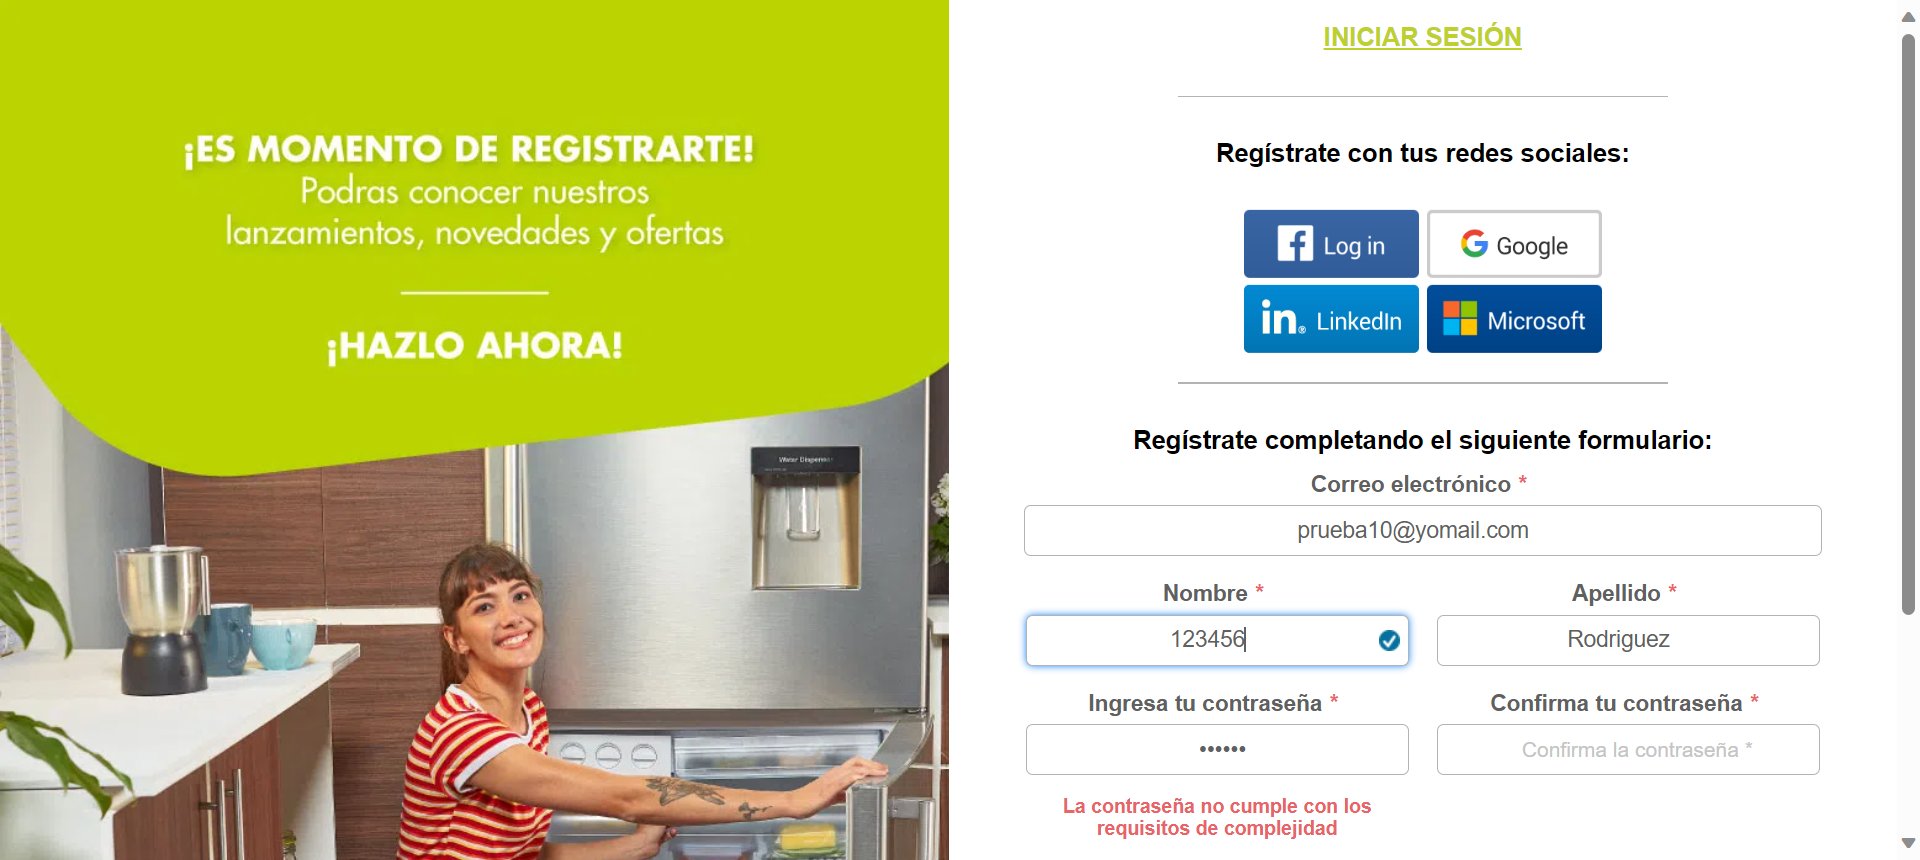 ¡ES MOMENTO DE REGISTRARTE!
Podras conocer nuestros
lanzamientos, novedades y ofertas
¡HAZLO AHORA!
Water Dispenser
INICIAR SESIÓN
Regístrate con tus redes sociales:
Log in
Google
LinkedIn
Microsoft
Regístrate completando el siguiente formulario:
Correo electrónico *
prueba10@yomail.com
Nombre *
Apellido *
123456
Rodriguez
Ingresa tu contraseña *
Confirma tu contraseña *
••••••
Confirma la contraseña *
La contraseña no cumple con los
requisitos de complejidad